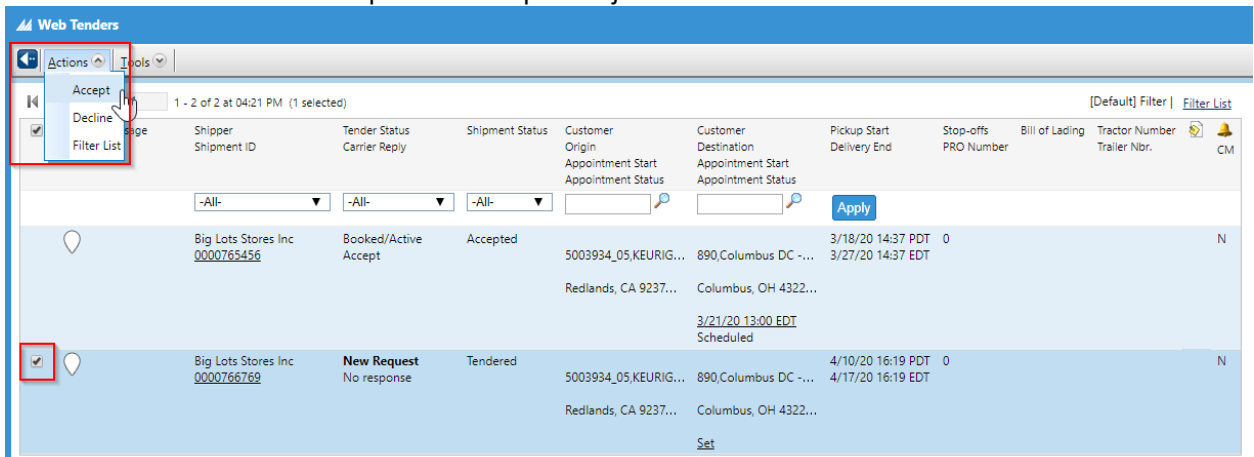 Web Tenders
Actions Tools
Accept
Decline
Filter List
1 - 2 of 2 at 04:21 PM (1 selected)
[Default] Filter | Filter List
Shipper Tender Status Shipment Status Customer Customer Pickup Start Stop-offs Bill of Lading Tractor Number
Shipment ID Carrier Reply Origin Destination Delivery End PRO Number Trailer Nbr. CM
Appointment Start Appointment Start
Appointment Status Appointment Status
-All- -All- -All- Apply
Big Lots Stores Inc Booked/Active Accepted 3/18/20 14:37 PDT 0 N
0000765456 Accept 5003934_05,KEURIG... 890,Columbus DC -... 3/27/20 14:37 EDT
Redlands, CA 9237... Columbus, OH 4322...
3/21/20 13:00 EDT
Scheduled
Big Lots Stores Inc New Request Tendered 4/10/20 16:19 PDT 0 N
0000766769 No response 5003934_05,KEURIG... 890,Columbus DC -... 4/17/20 16:19 EDT
Redlands, CA 9237... Columbus, OH 4322...
Set